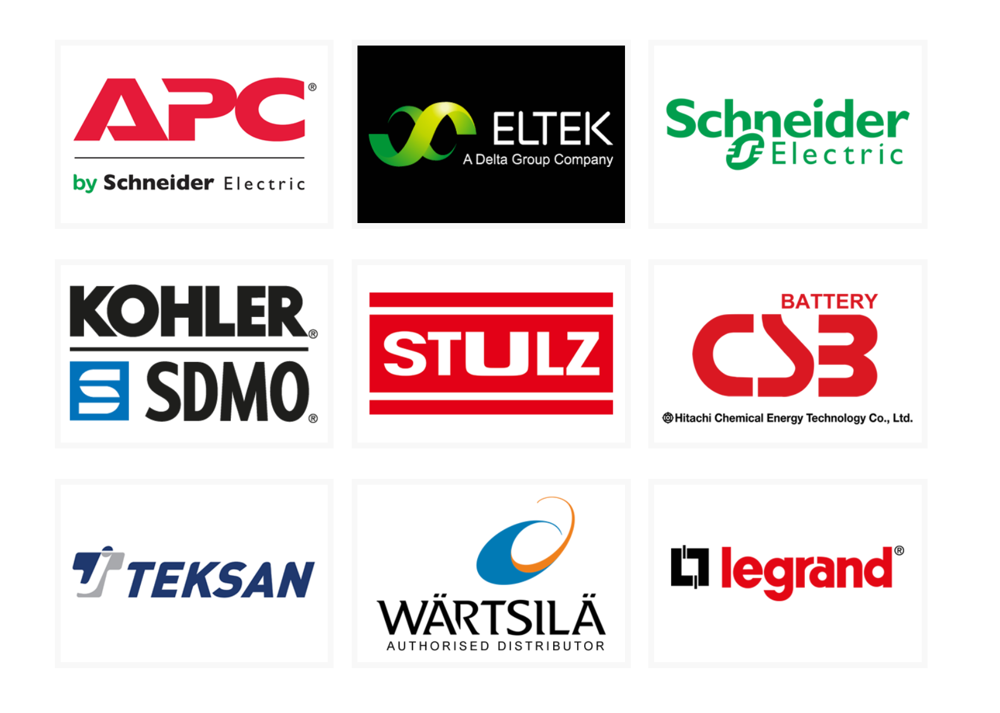 APC®
by Schneider Electric
ELTEK
A Delta Group Company
Schneider
Electric
KOHLER®
SDMO®
STULZ
BATTERY
CSB
Hitachi Chemical Energy Technology Co., Ltd.
TEKSAN
WÄRTSILÄ
AUTHORISED DISTRIBUTOR
legrand®